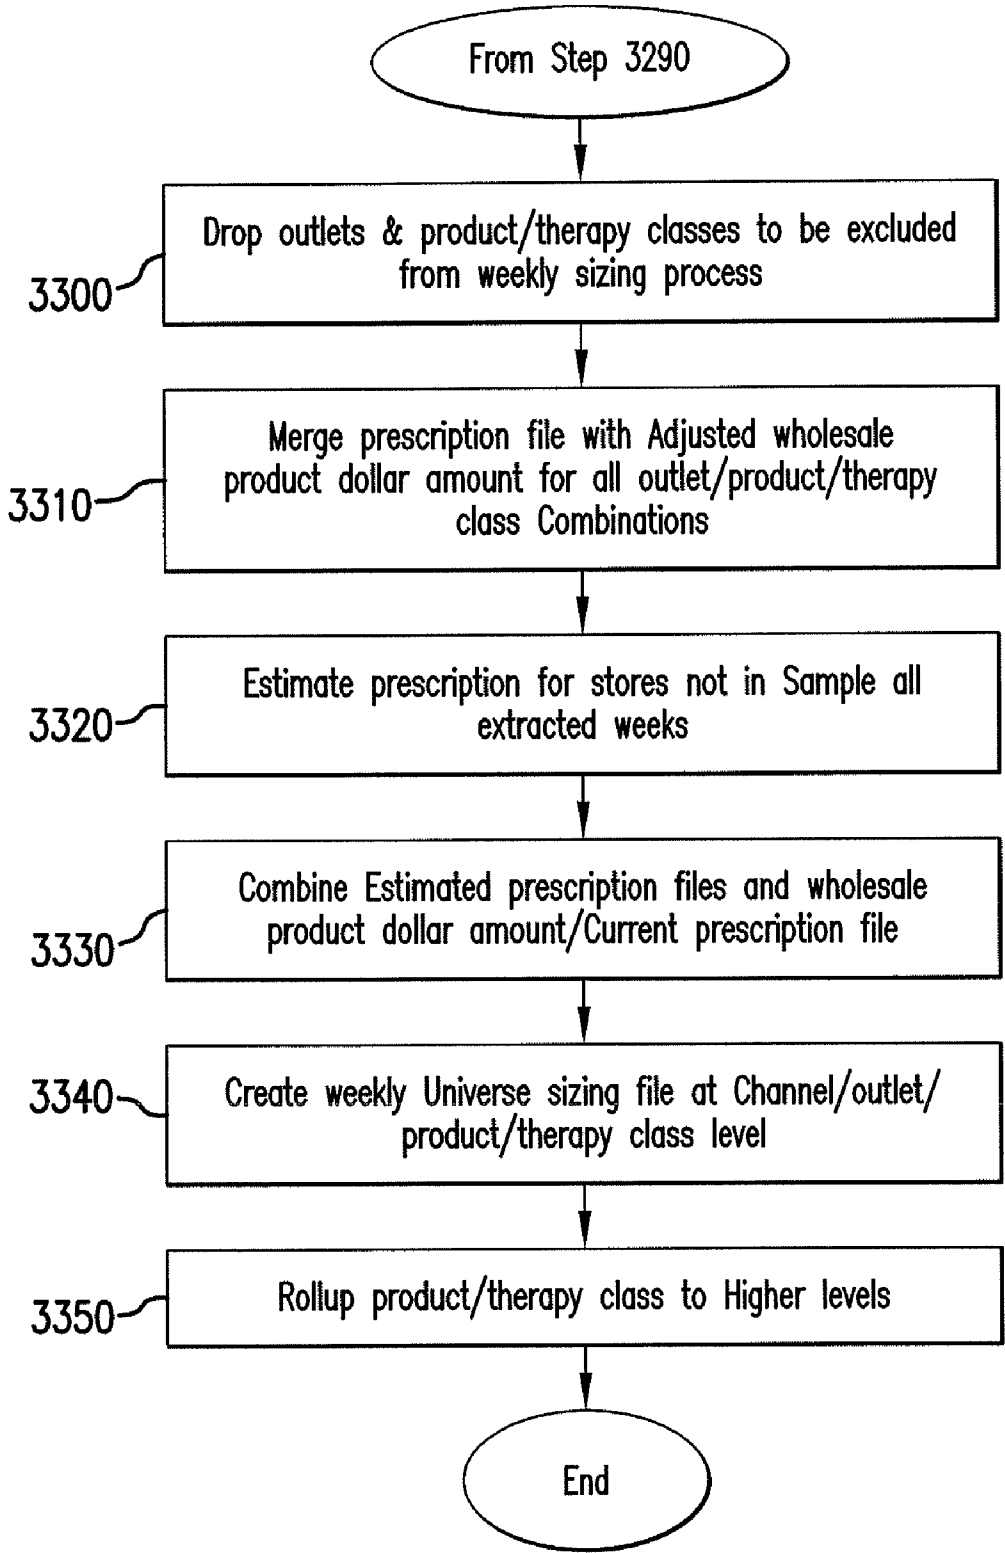 From Step 3290
Drop outlets & product/therapy classes to be excluded
from weekly sizing process
3300
Merge prescription file with Adjusted wholesale
product dollar amount for all outlet/product/therapy
class Combinations
3310
Estimate prescription for stores not in Sample all
extracted weeks
3320
Combine Estimated prescription files and wholesale
product dollar amount/Current prescription file
3330
Create weekly Universe sizing file at Channel/outlet/
product/therapy class level
3340
Rollup product/therapy class to Higher levels
3350
End